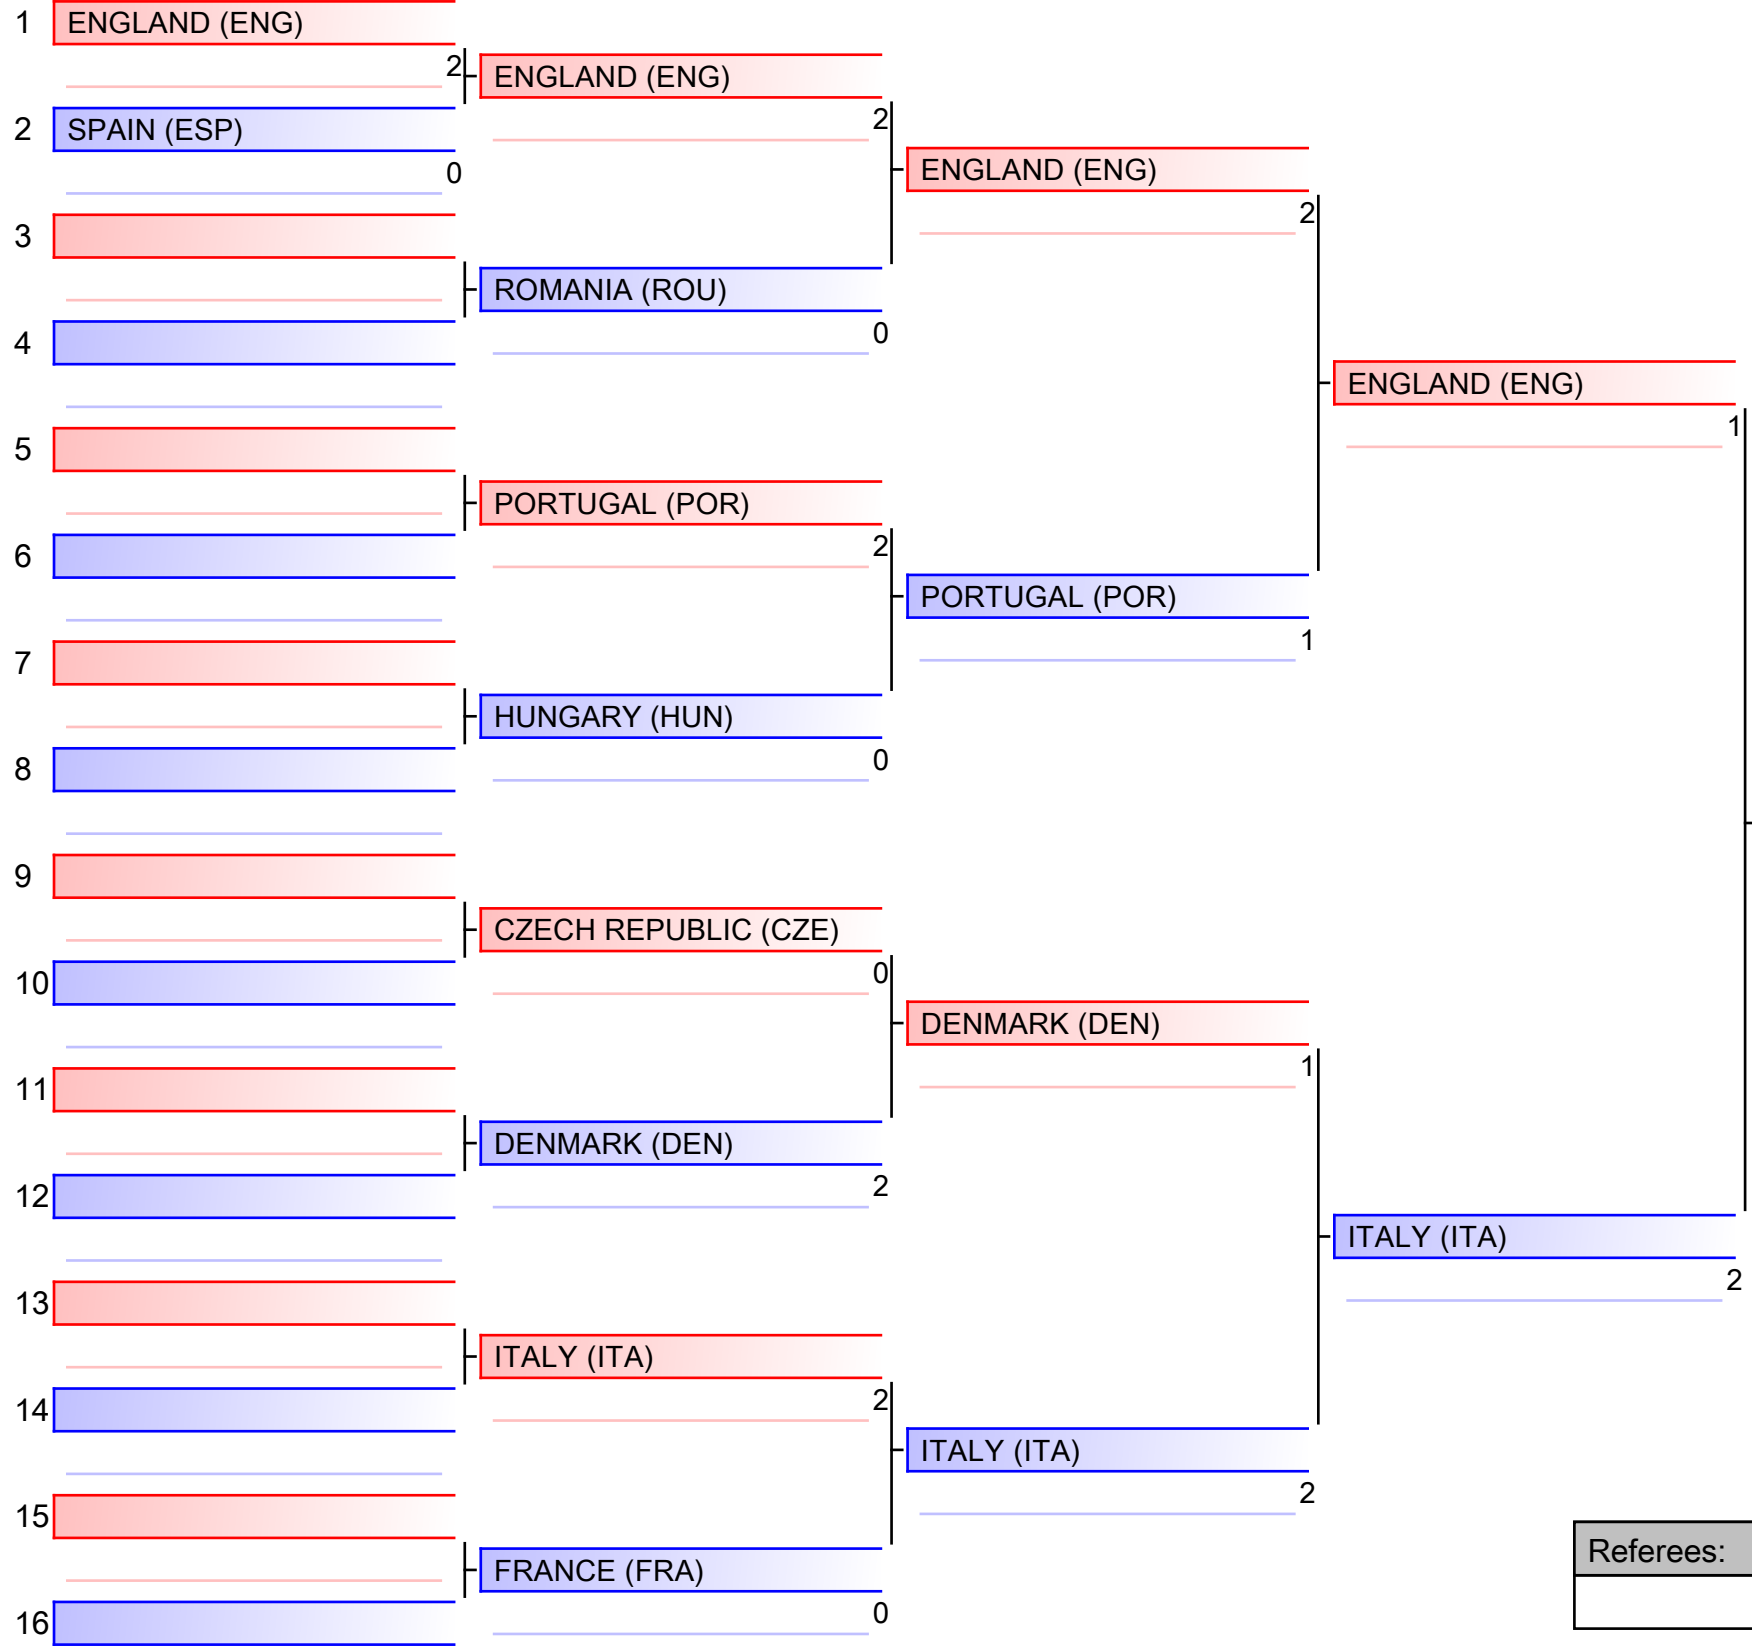 1 ENGLAND (ENG)
2
2 SPAIN (ESP)
0
3
4
5
6
7
8
9
10
11
12
13
14
15
16
ENGLAND (ENG)
2
ROMANIA (ROU)
0
PORTUGAL (POR)
2
HUNGARY (HUN)
0
CZECH REPUBLIC (CZE)
0
DENMARK (DEN)
2
ITALY (ITA)
2
FRANCE (FRA)
0
ENGLAND (ENG)
2
PORTUGAL (POR)
1
DENMARK (DEN)
1
ITALY (ITA)
2
ENGLAND (ENG)
1
ITALY (ITA)
2
Referees: